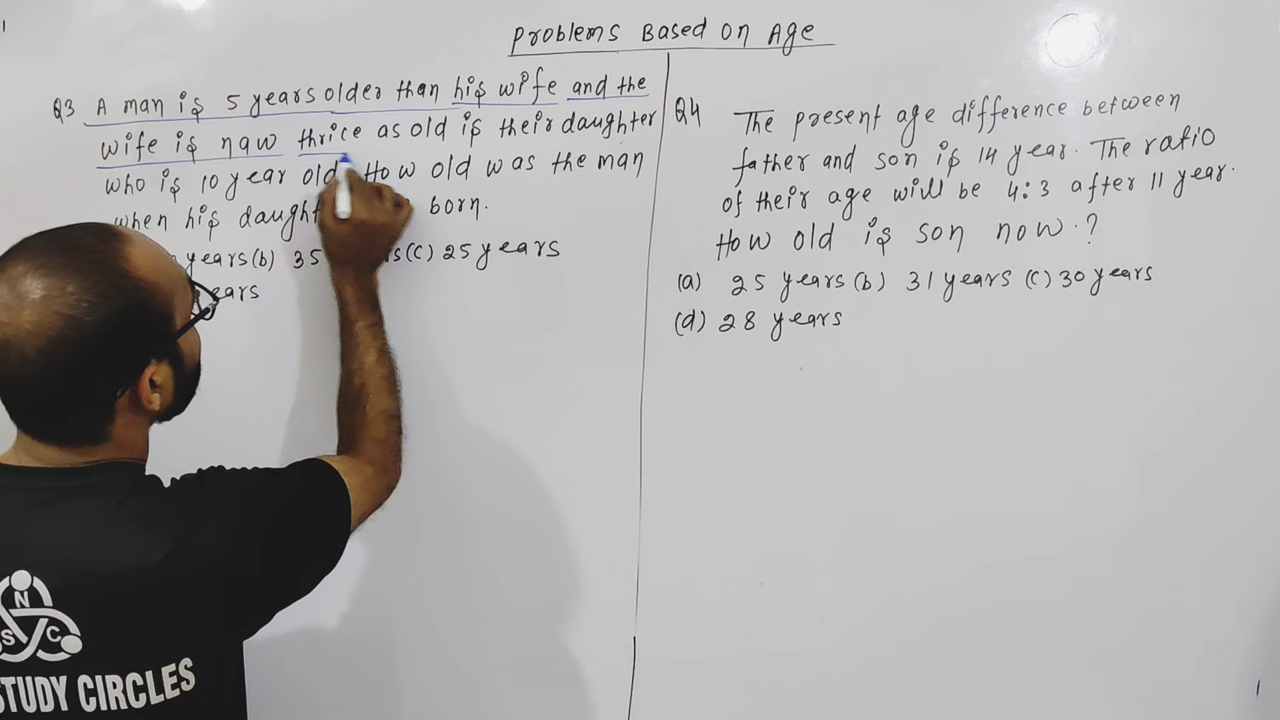 Problems Based On Age
Q3 A man is 5 years older than his wife and the
wife is naw thrice as old is their daughter
who is 10 year old. How old was the man
when his born.
years (b) 35 (c) 25 years
Q4 The present age difference between
father and son is 14 year. The ratio
of their age will be 4:3 after 11 year.
How old is son now.?
(a) 25 years (b) 31 years (c) 30 years
(d) 28 years
N
S C
STUDY CIRCLES